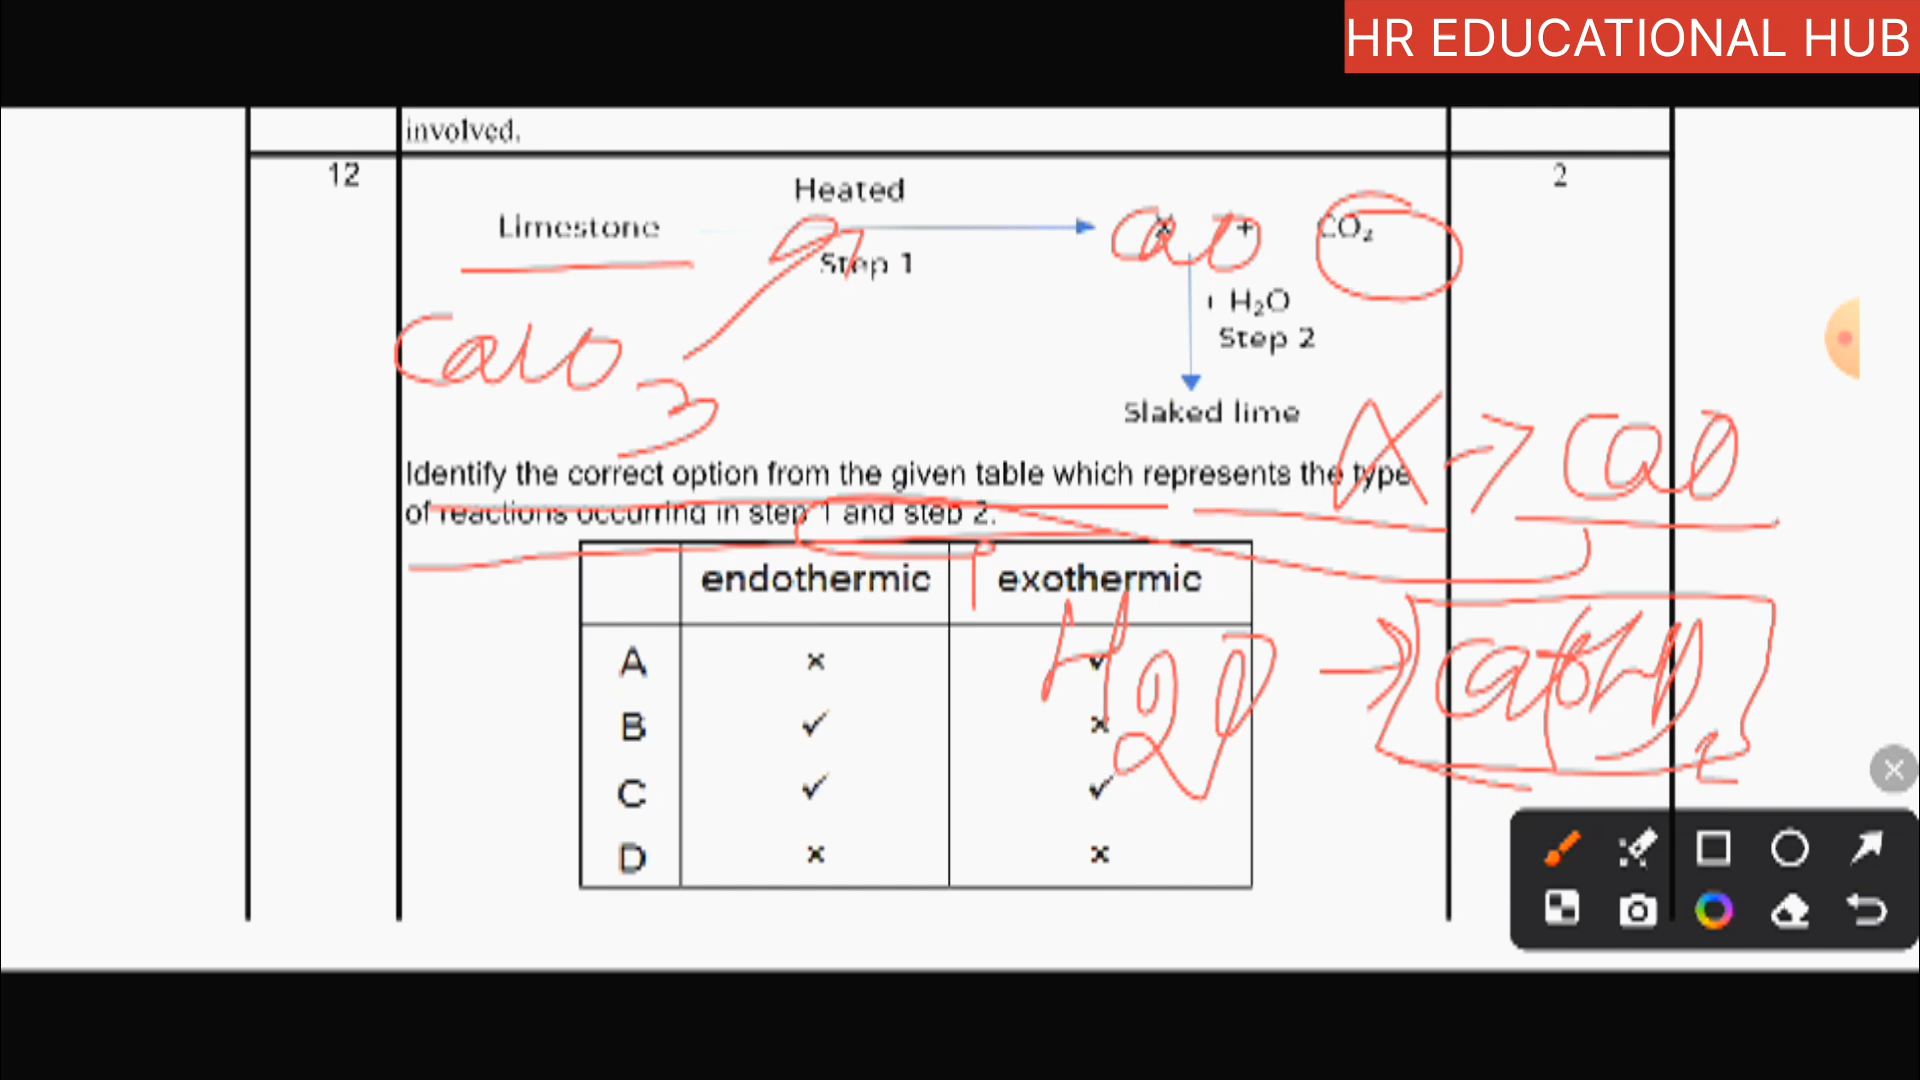 HR EDUCATIONAL HUB
involved.
12
2
Heated
Limestone
X + CO₂
Step 1
CaO
+ H₂O
Step 2
CaCO3
Slaked lime
X → CaO
Identify the correct option from the given table which represents the type
of reactions occurring in step 1 and step 2.
endothermic exothermic
H2O → Ca(OH)2
A × ✓
B ✓ ×
C ✓ ✓
D × ×